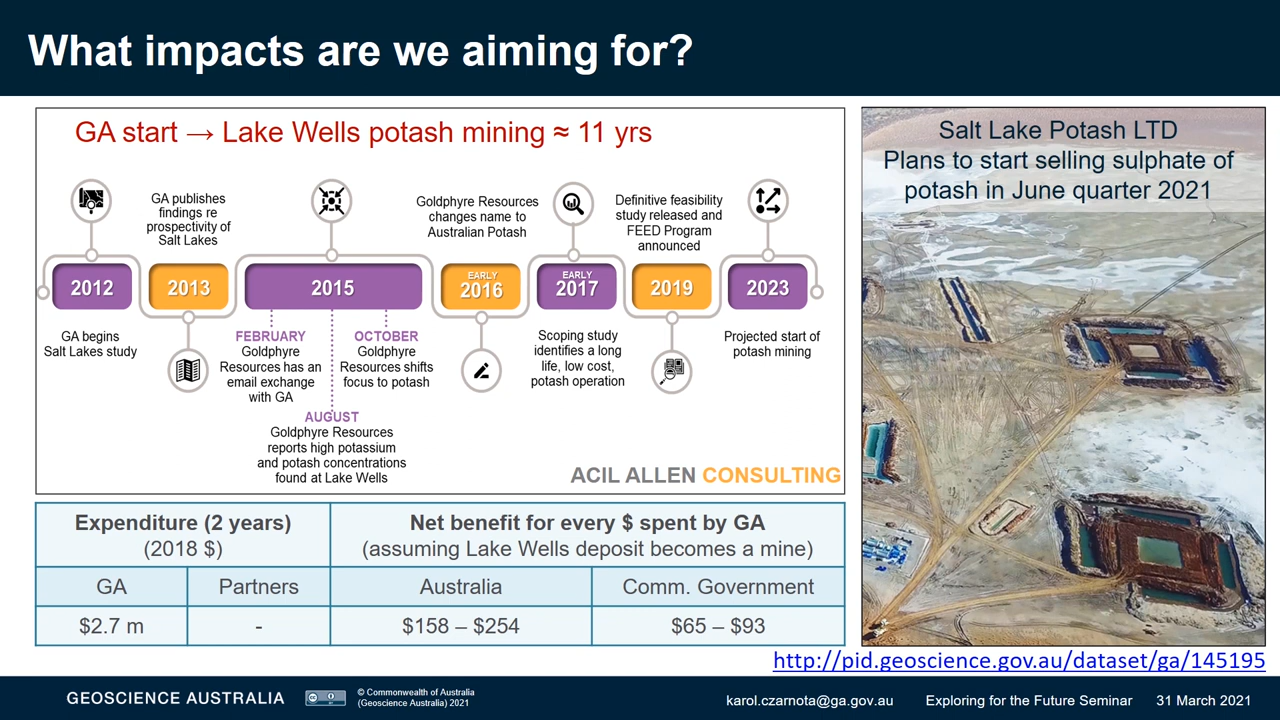 What impacts are we aiming for?
GA start → Lake Wells potash mining ≈ 11 yrs
GA publishes
findings re
prospectivity of
Salt Lakes
Goldphyre Resources
changes name to
Australian Potash
Definitive feasibility
study released and
FEED Program
announced
2012
2013
2015
EARLY
2016
EARLY
2017
2019
2023
GA begins
Salt Lakes study
FEBRUARY
Goldphyre
Resources has an
email exchange
with GA
OCTOBER
Goldphyre
Resources shifts
focus to potash
AUGUST
Goldphyre Resources
reports high potassium
and potash concentrations
found at Lake Wells
Scoping study
identifies a long
life, low cost,
potash operation
Projected start of
potash mining
ACIL ALLEN CONSULTING
Salt Lake Potash LTD
Plans to start selling sulphate of
potash in June quarter 2021
Expenditure (2 years)
(2018 $)
Net benefit for every $ spent by GA
(assuming Lake Wells deposit becomes a mine)
GA Partners Australia Comm. Government
$2.7 m - $158 – $254 $65 – $93
http://pid.geoscience.gov.au/dataset/ga/145195
GEOSCIENCE AUSTRALIA
BY
© Commonwealth of Australia
(Geoscience Australia) 2021
karol.czarnota@ga.gov.au Exploring for the Future Seminar 31 March 2021